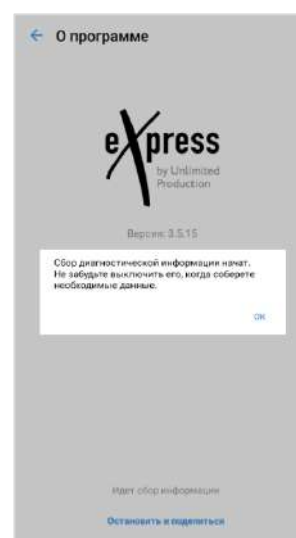 О программе
eXpress
by Unlimited
Production
Версия: 3.5.15
Сбор диагностической информации начат.
Не забудьте выключить его, когда соберете
необходимые данные.
ОК
Идет сбор информации
Остановить и поделиться